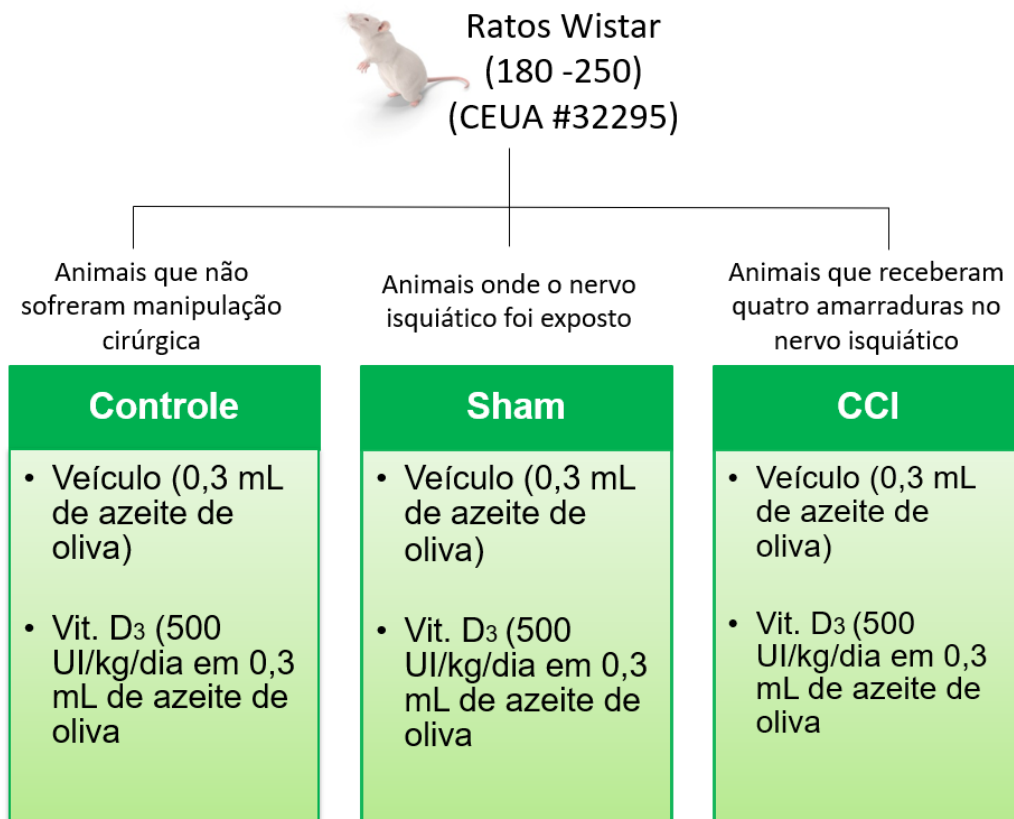 Ratos Wistar
(180 -250)
(CEUA #32295)
Animais que não
sofreram manipulação
cirúrgica
Controle
• Veículo (0,3 mL
de azeite de
oliva)
• Vit. D3 (500
UI/kg/dia em 0,3
mL de azeite de
oliva
Animais onde o nervo
isquiático foi exposto
Sham
• Veículo (0,3 mL
de azeite de
oliva)
• Vit. D3 (500
UI/kg/dia em 0,3
mL de azeite de
oliva
Animais que receberam
quatro amarraduras no
nervo isquiático
CCI
• Veículo (0,3 mL
de azeite de
oliva)
• Vit. D3 (500
UI/kg/dia em 0,3
mL de azeite de
oliva